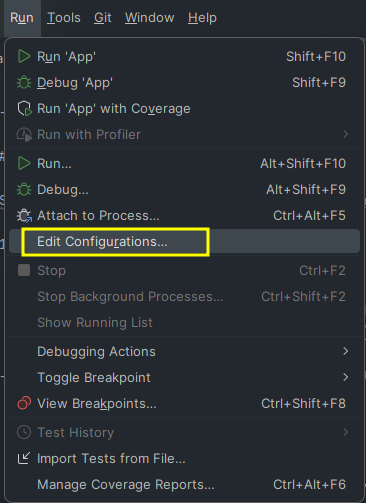 Run Tools Git Window Help
Run 'App' Shift+F10
Debug 'App' Shift+F9
Run 'App' with Coverage
Run with Profiler
Run... Alt+Shift+F10
Debug... Alt+Shift+F9
Attach to Process... Ctrl+Alt+F5
Edit Configurations...
Stop Ctrl+F2
Stop Background Processes... Ctrl+Shift+F2
Show Running List
Debugging Actions
Toggle Breakpoint
View Breakpoints... Ctrl+Shift+F8
Test History
Import Tests from File...
Manage Coverage Reports... Ctrl+Alt+F6